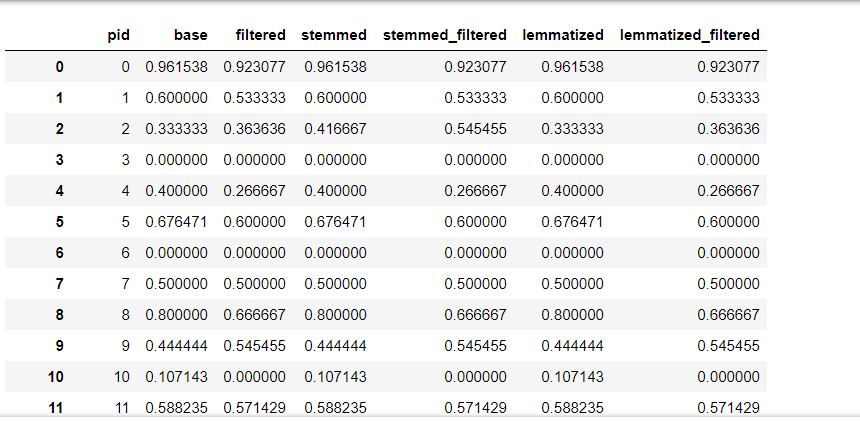 pid base filtered stemmed stemmed_filtered lemmatized lemmatized_filtered
0 0 0.961538 0.923077 0.961538 0.923077 0.961538 0.923077
1 1 0.600000 0.533333 0.600000 0.533333 0.600000 0.533333
2 2 0.333333 0.363636 0.416667 0.545455 0.333333 0.363636
3 3 0.000000 0.000000 0.000000 0.000000 0.000000 0.000000
4 4 0.400000 0.266667 0.400000 0.266667 0.400000 0.266667
5 5 0.676471 0.600000 0.676471 0.600000 0.676471 0.600000
6 6 0.000000 0.000000 0.000000 0.000000 0.000000 0.000000
7 7 0.500000 0.500000 0.500000 0.500000 0.500000 0.500000
8 8 0.800000 0.666667 0.800000 0.666667 0.800000 0.666667
9 9 0.444444 0.545455 0.444444 0.545455 0.444444 0.545455
10 10 0.107143 0.000000 0.107143 0.000000 0.107143 0.000000
11 11 0.588235 0.571429 0.588235 0.571429 0.588235 0.571429